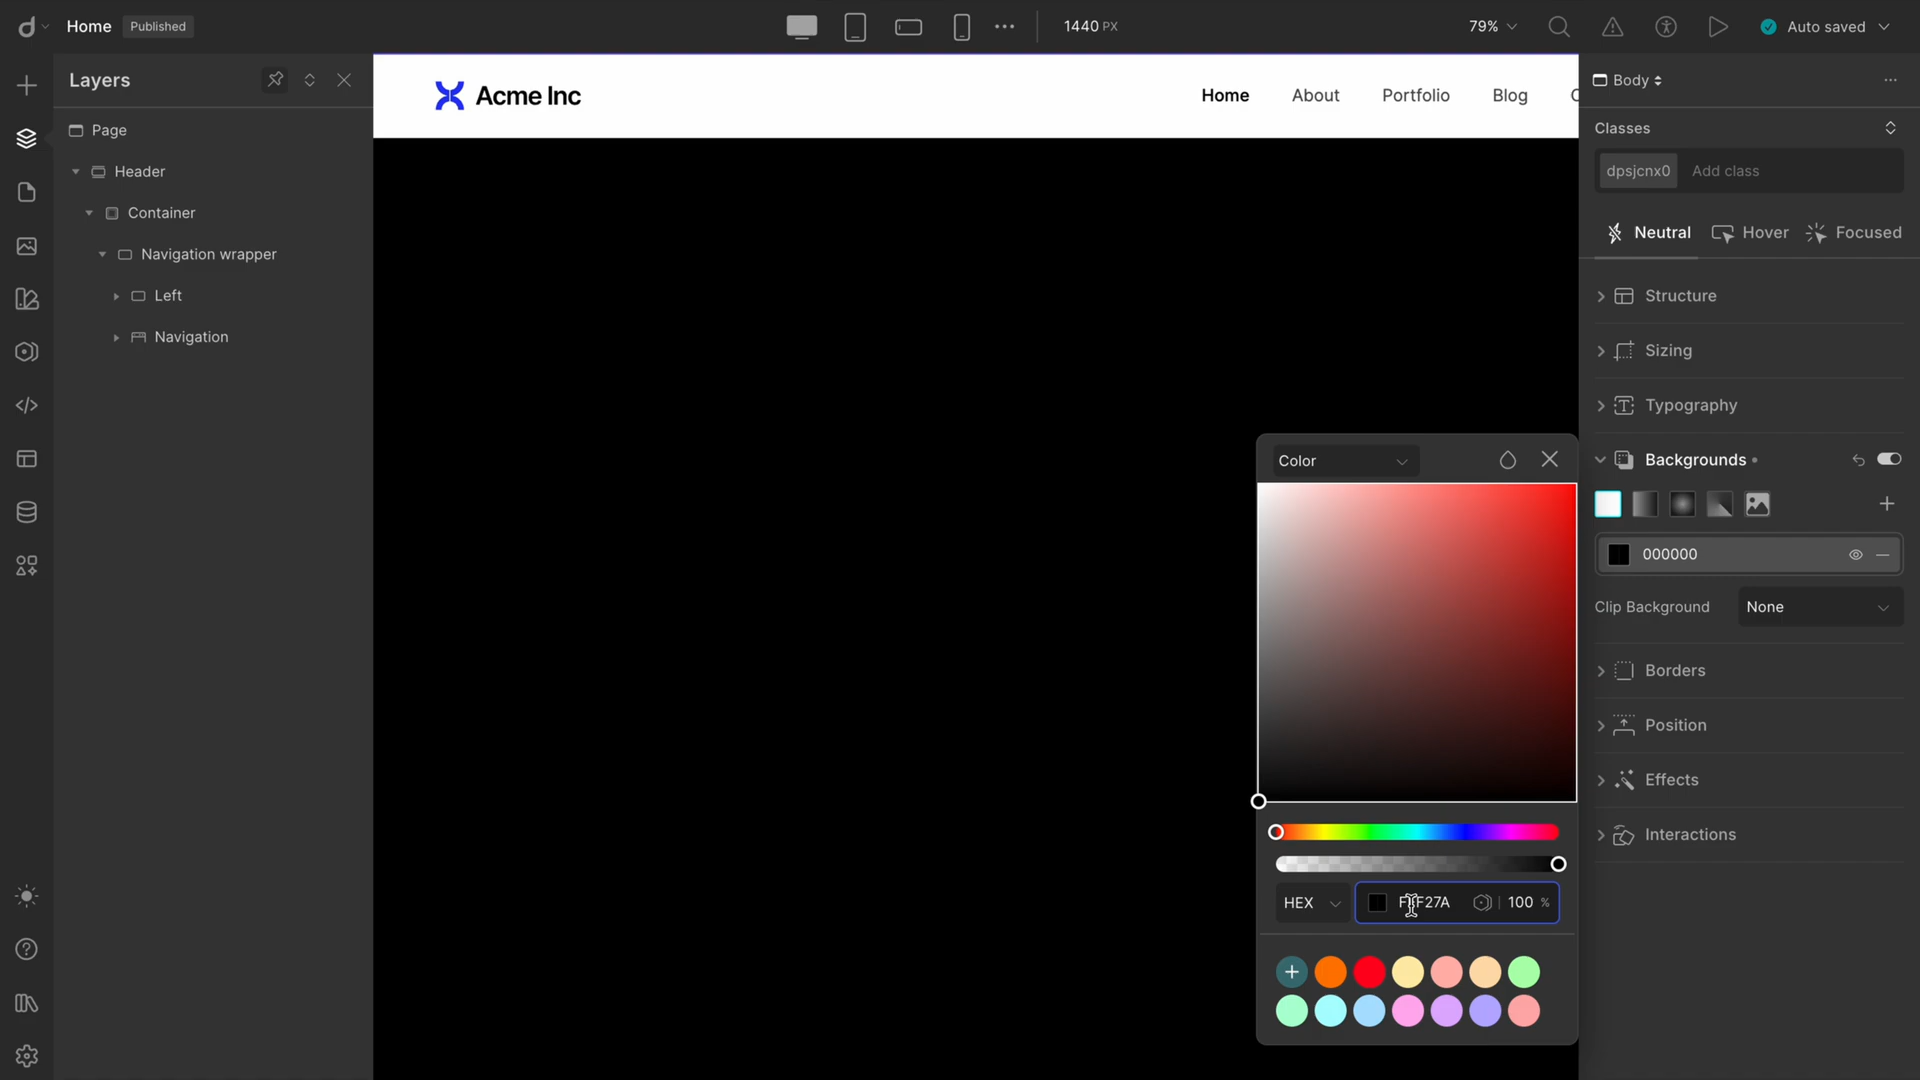 Home Published
1440 PX
79%
Auto saved
Layers
Page
Header
Container
Navigation wrapper
Left
Navigation
Acme Inc
Home About Portfolio Blog
Body
Classes
dpsjcnx0 Add class
Neutral Hover Focused
Structure
Sizing
Typography
Backgrounds
000000
Clip Background None
Borders
Position
Effects
Interactions
Color
HEX
100 %